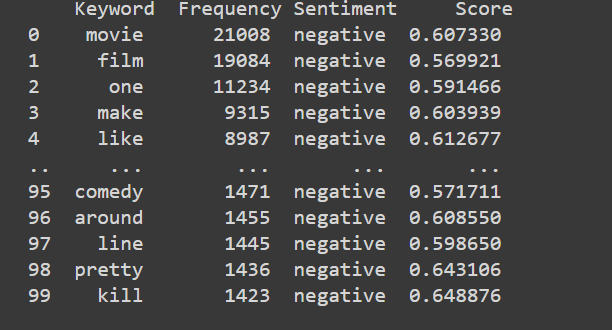 Keyword Frequency Sentiment Score
0 movie 21008 negative 0.607330
1 film 19084 negative 0.569921
2 one 11234 negative 0.591466
3 make 9315 negative 0.603939
4 like 8987 negative 0.612677
.. ... ... ... ...
95 comedy 1471 negative 0.571711
96 around 1455 negative 0.608550
97 line 1445 negative 0.598650
98 pretty 1436 negative 0.643106
99 kill 1423 negative 0.648876